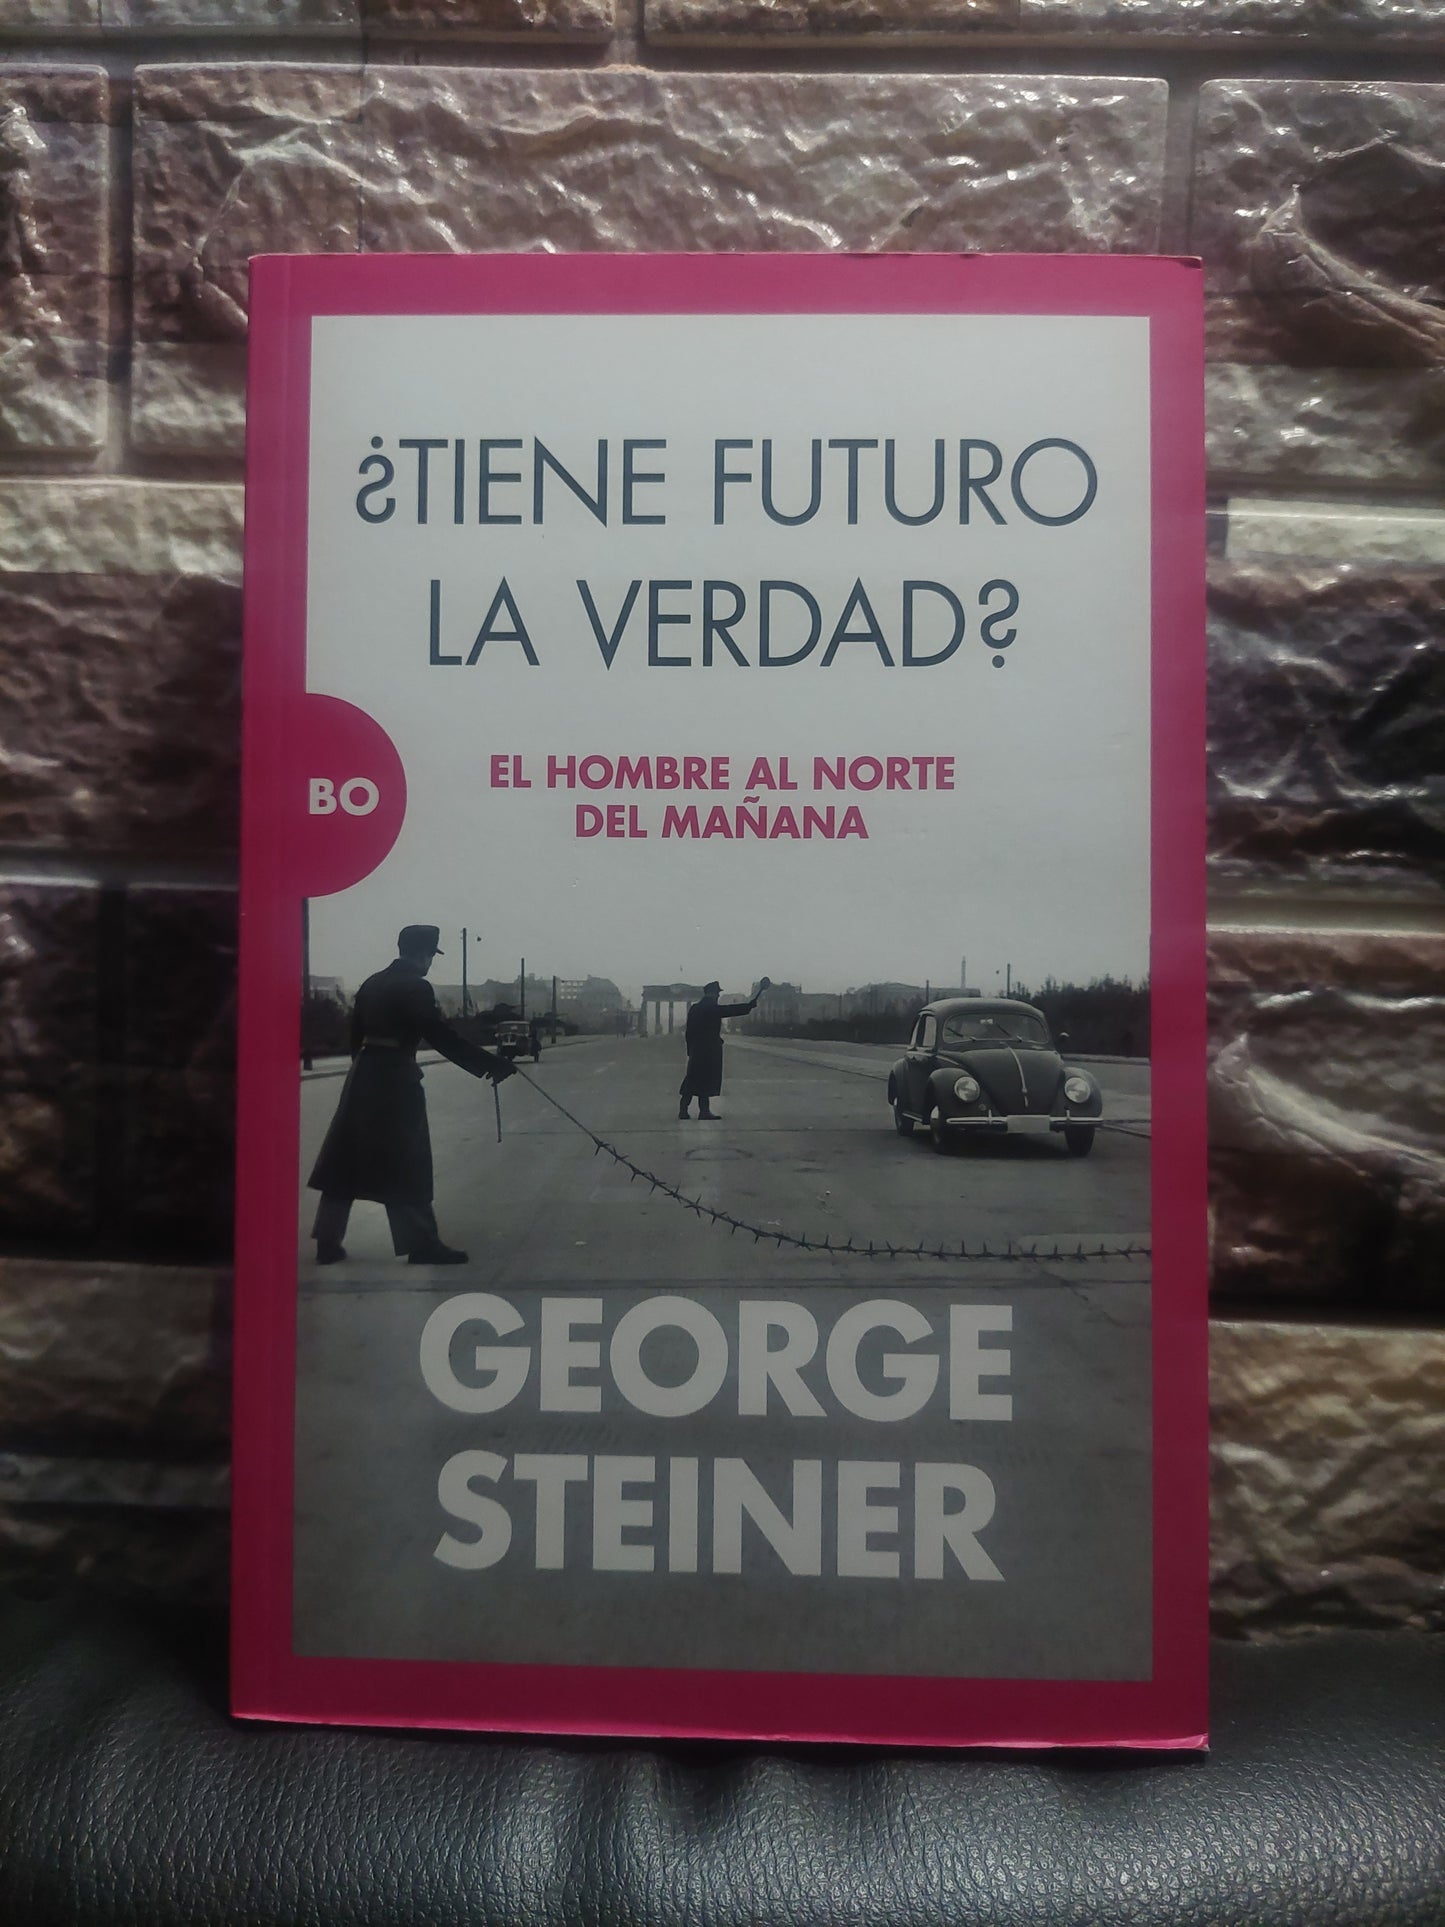 ¿TIENE FUTURO
LA VERDAD?
EL HOMBRE AL NORTE
DEL MAÑANA
BO
GEORGE
STEINER